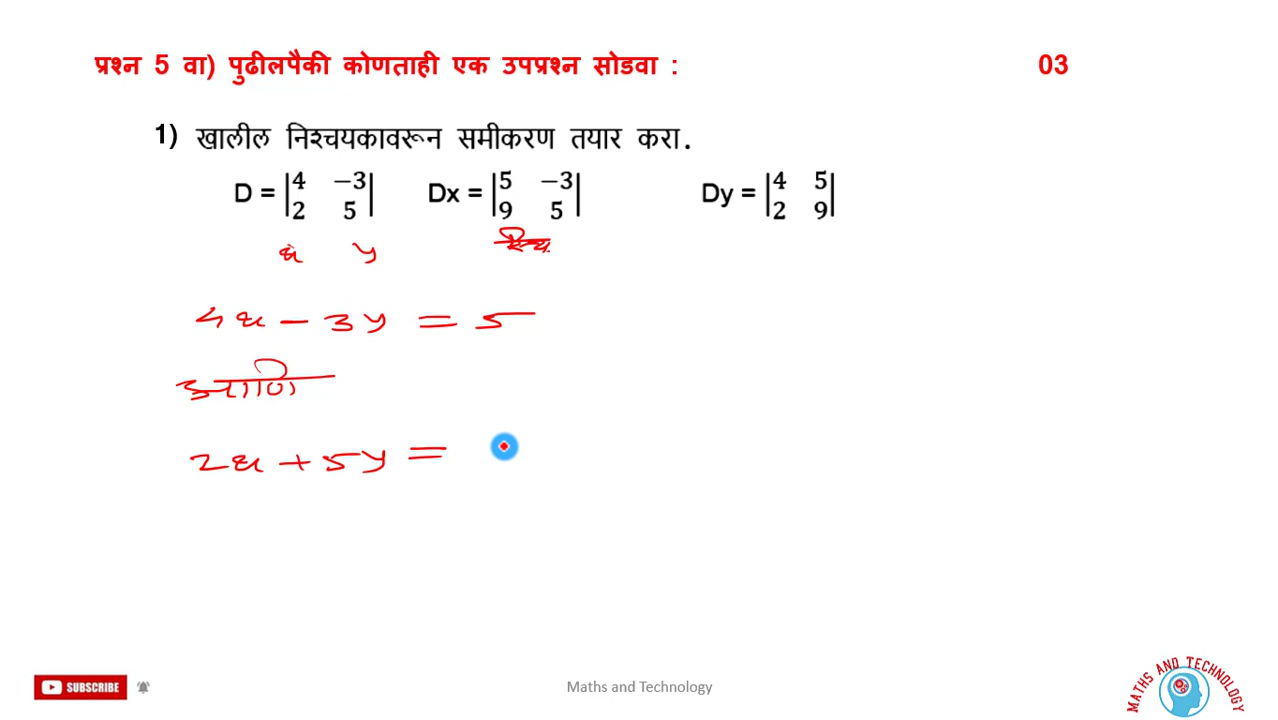 प्रश्न 5 वा) पुढीलपैकी कोणताही एक उपप्रश्न सोडवा : 03
1) खालील निश्चयकावरून समीकरण तयार करा.
D = |4 −3| Dx = |5 −3| Dy = |4 5|
|2 5| |9 5| |2 9|
x y
4x − 3y = 5
आणि
2x + 5y =
SUBSCRIBE
Maths and Technology
MATHS AND TECHNOLOGY